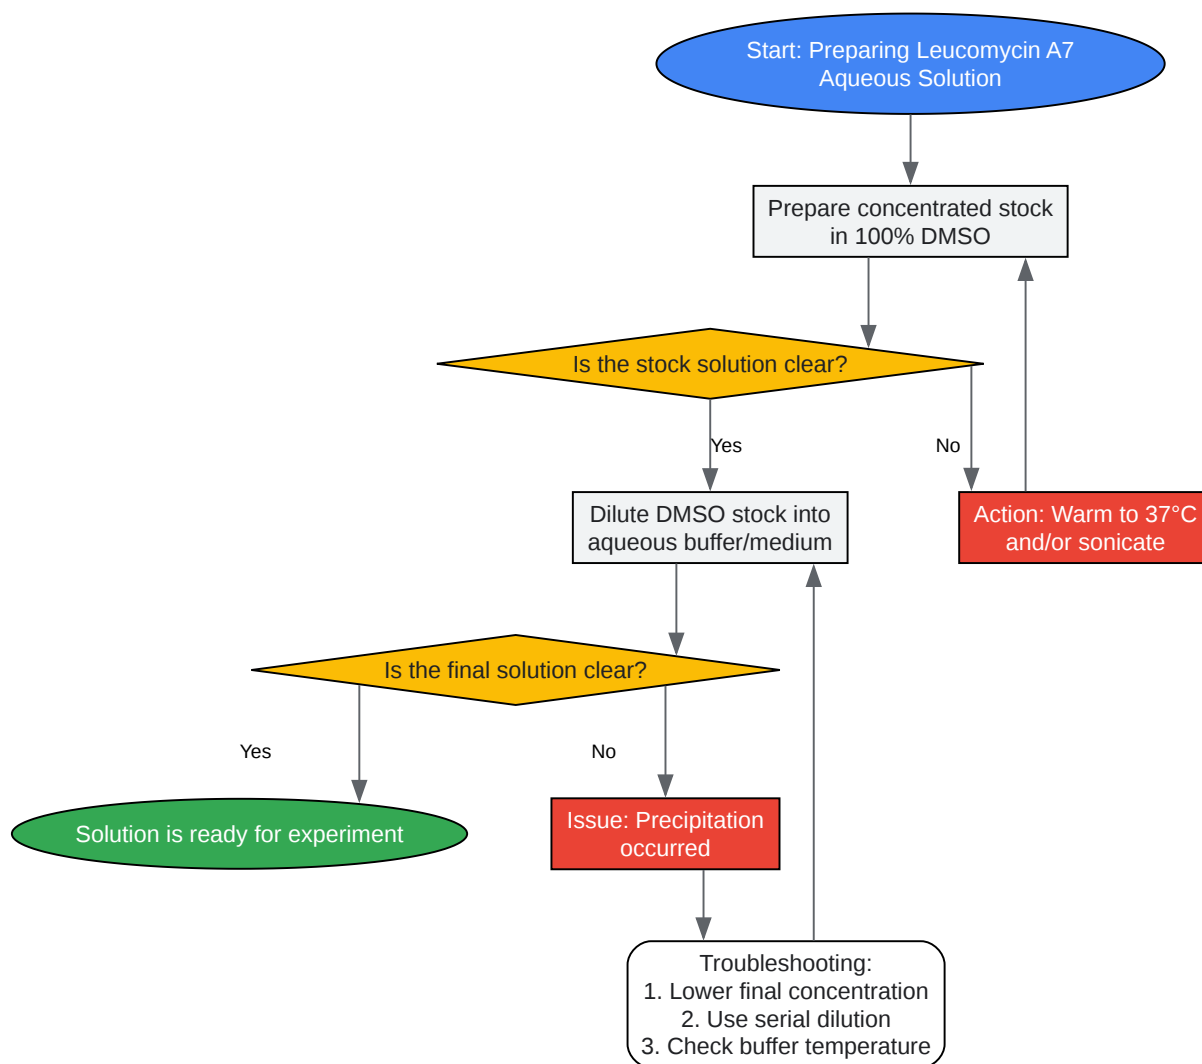 Start: Preparing Leucomycin A7
Aqueous Solution
Prepare concentrated stock
in 100% DMSO
Is the stock solution clear?
Yes
No
Dilute DMSO stock into
aqueous buffer/medium
Action: Warm to 37°C
and/or sonicate
Is the final solution clear?
Yes
No
Solution is ready for experiment
Issue: Precipitation
occurred
Troubleshooting:
1. Lower final concentration
2. Use serial dilution
3. Check buffer temperature